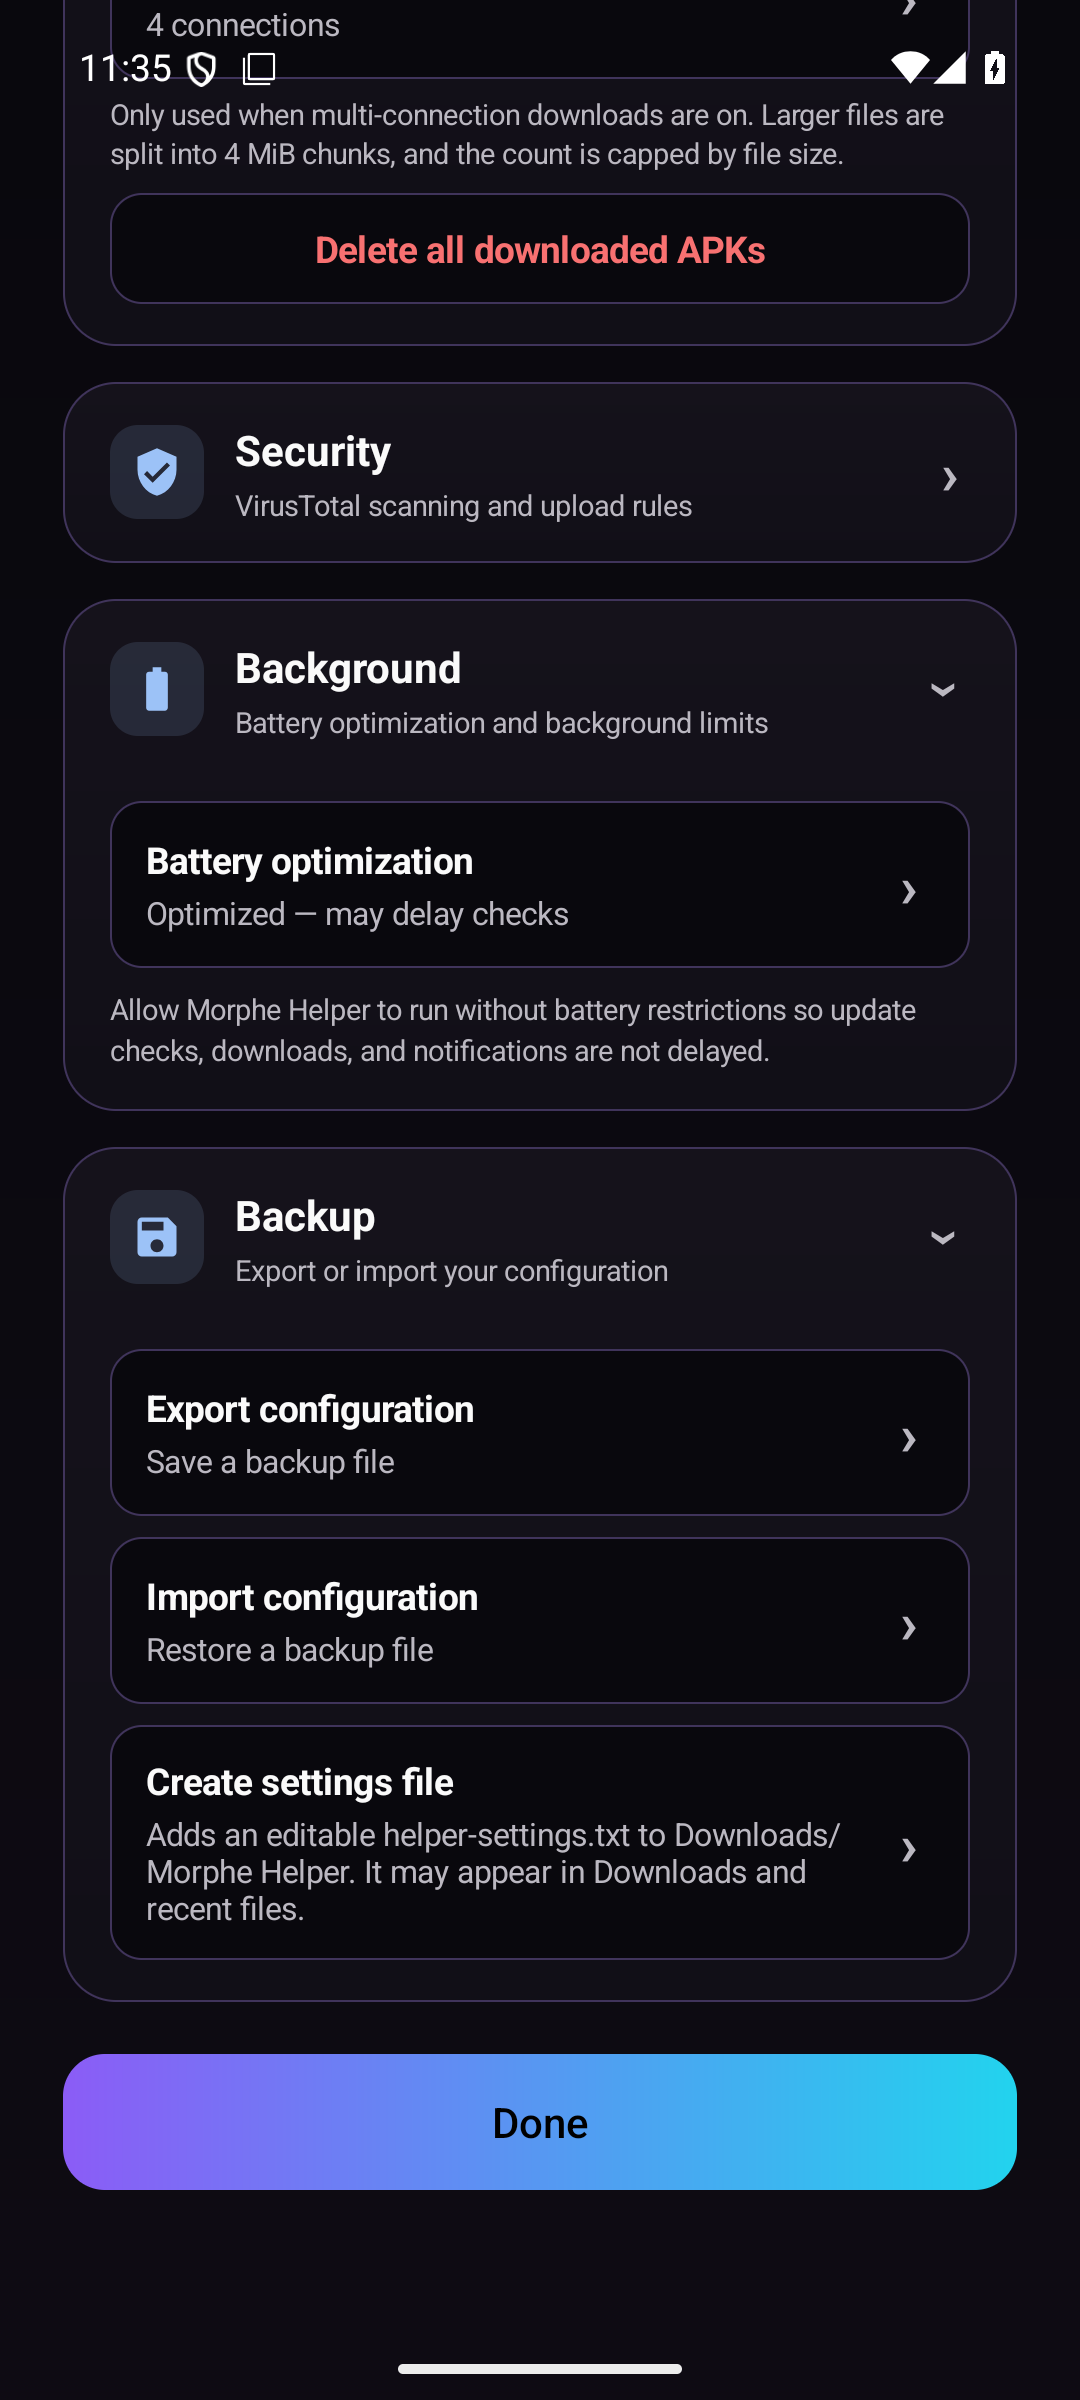 4 connections
11:35
Only used when multi-connection downloads are on. Larger files are
split into 4 MiB chunks, and the count is capped by file size.
Delete all downloaded APKs
Security
VirusTotal scanning and upload rules
Background
Battery optimization and background limits
Battery optimization
Optimized — may delay checks
Allow Morphe Helper to run without battery restrictions so update
checks, downloads, and notifications are not delayed.
Backup
Export or import your configuration
Export configuration
Save a backup file
Import configuration
Restore a backup file
Create settings file
Adds an editable helper-settings.txt to Downloads/
Morphe Helper. It may appear in Downloads and
recent files.
Done